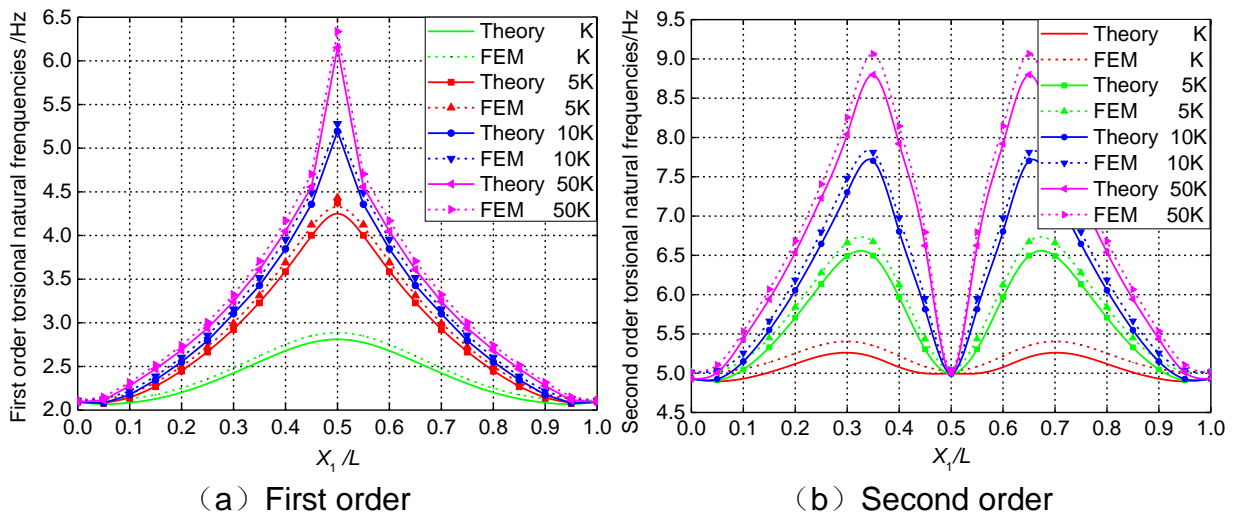 First order torsional natural frenquencies /Hz
6.5
6.0
5.5
5.0
4.5
4.0
3.5
3.0
2.5
2.0
0.0 0.1 0.2 0.3 0.4 0.5 0.6 0.7 0.8 0.9 1.0
X1/L
Theory K
FEM K
Theory 5K
FEM 5K
Theory 10K
FEM 10K
Theory 50K
FEM 50K
（a）First order
Second order torsional natural frequencies/Hz
9.5
9.0
8.5
8.0
7.5
7.0
6.5
6.0
5.5
5.0
4.5
0.0 0.1 0.2 0.3 0.4 0.5 0.6 0.7 0.8 0.9 1.0
X1/L
Theory K
FEM K
Theory 5K
FEM 5K
Theory 10K
FEM 10K
Theory 50K
FEM 50K
（b）Second order